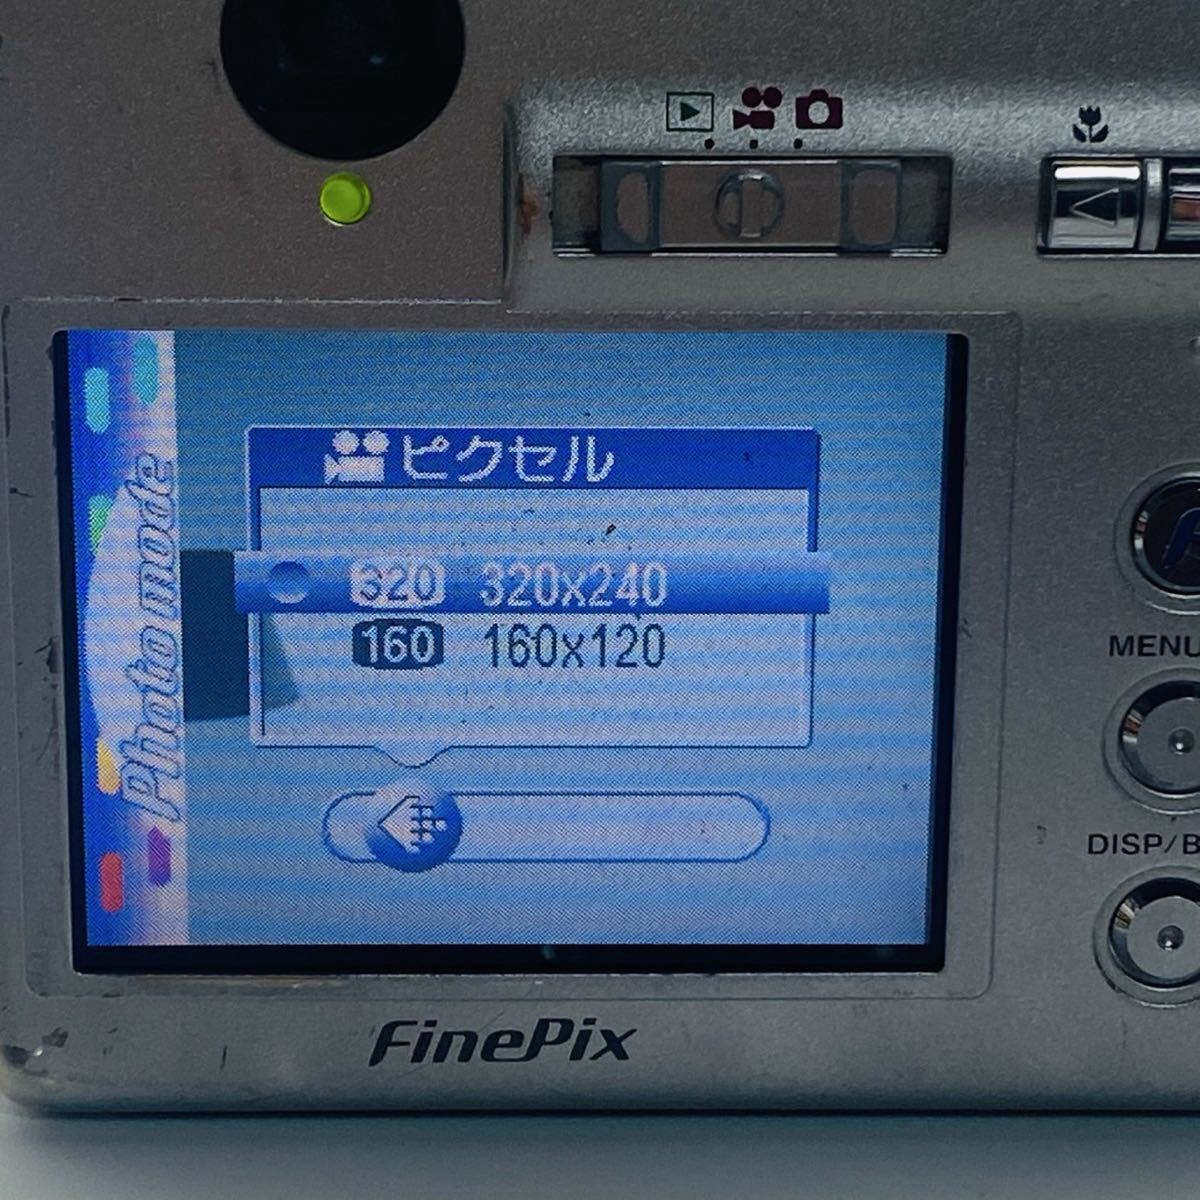 ピクセル
320 320x240
160 160x120
Photo mode
MENU
DISP/B
FinePix